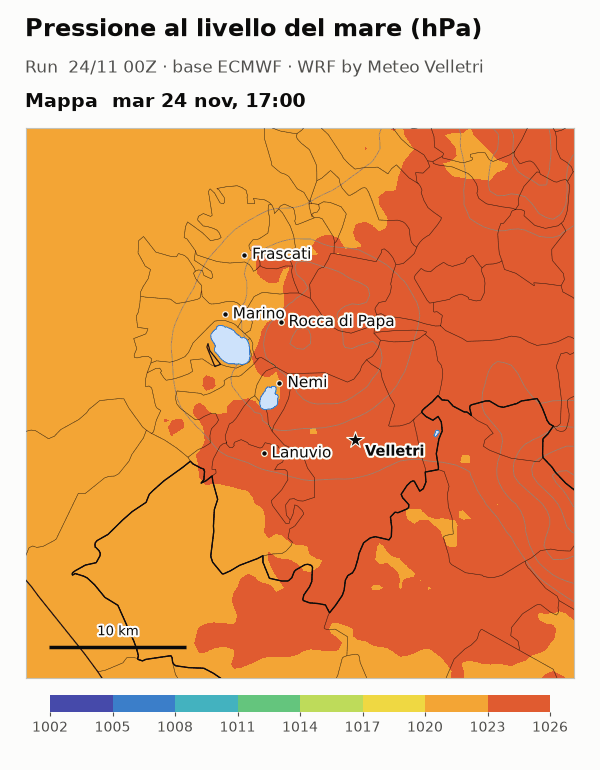 Pressione al livello del mare (hPa)
Run  24/11 00Z · base ECMWF · WRF by Meteo Velletri
Mappa  mar 24 nov, 17:00
Frascati
Marino
Rocca di Papa
Nemi
Velletri
Lanuvio
10 km
1002 1005 1008 1011 1014 1017 1020 1023 1026